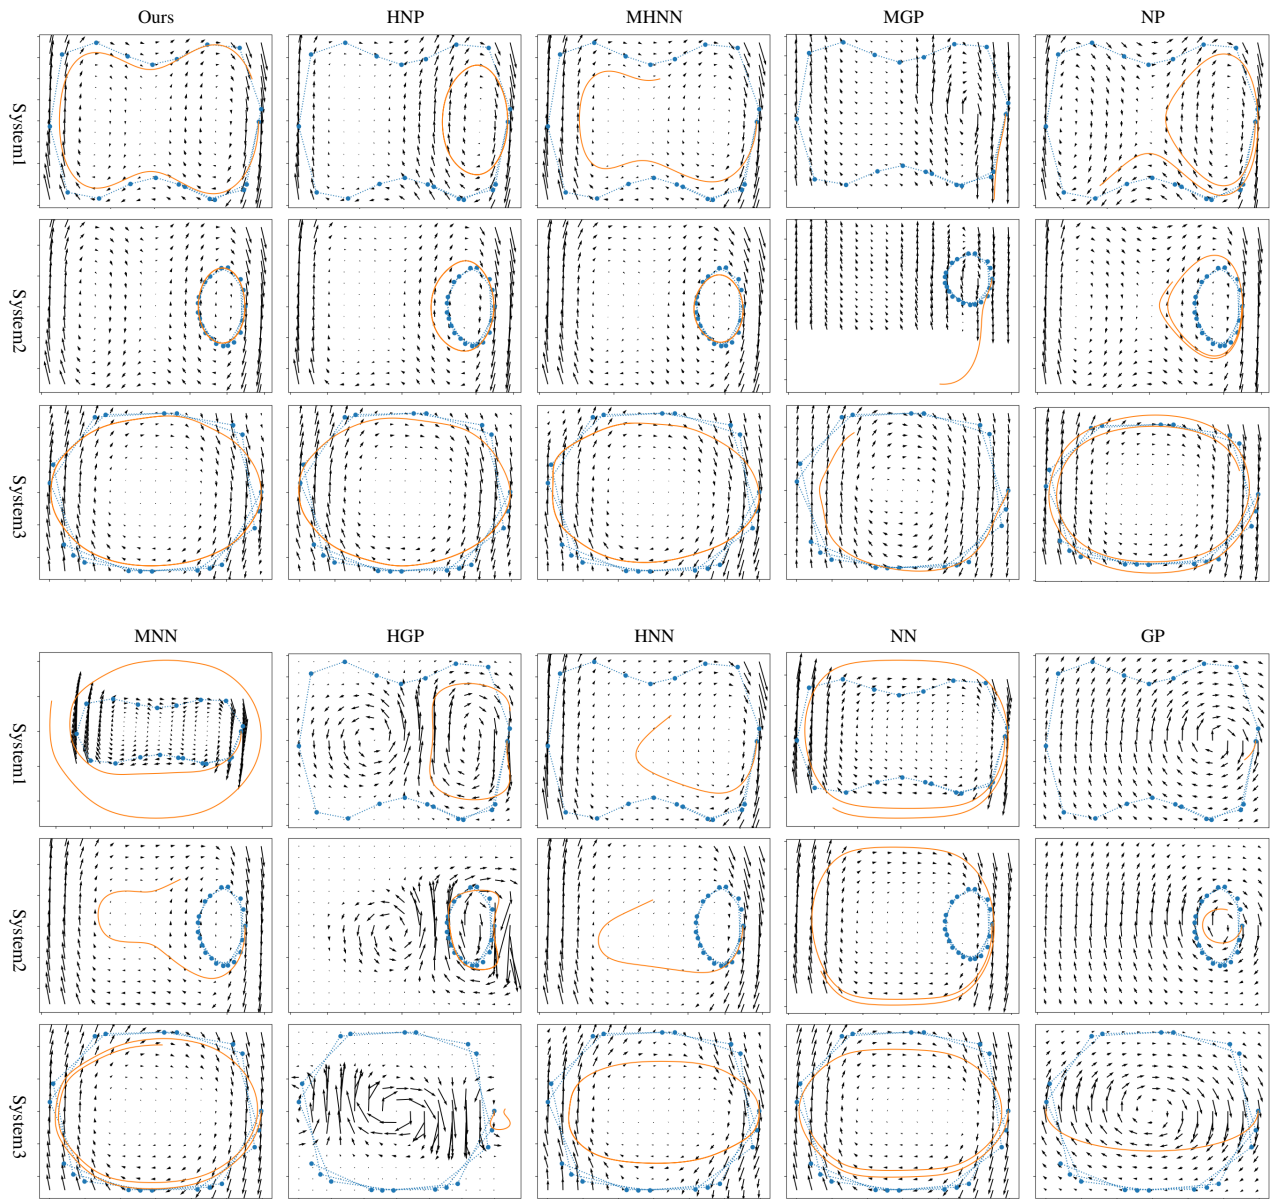 Ours HNP MHNN MGP NP
System1
System2
System3
MNN HGP HNN NN GP
System1
System2
System3